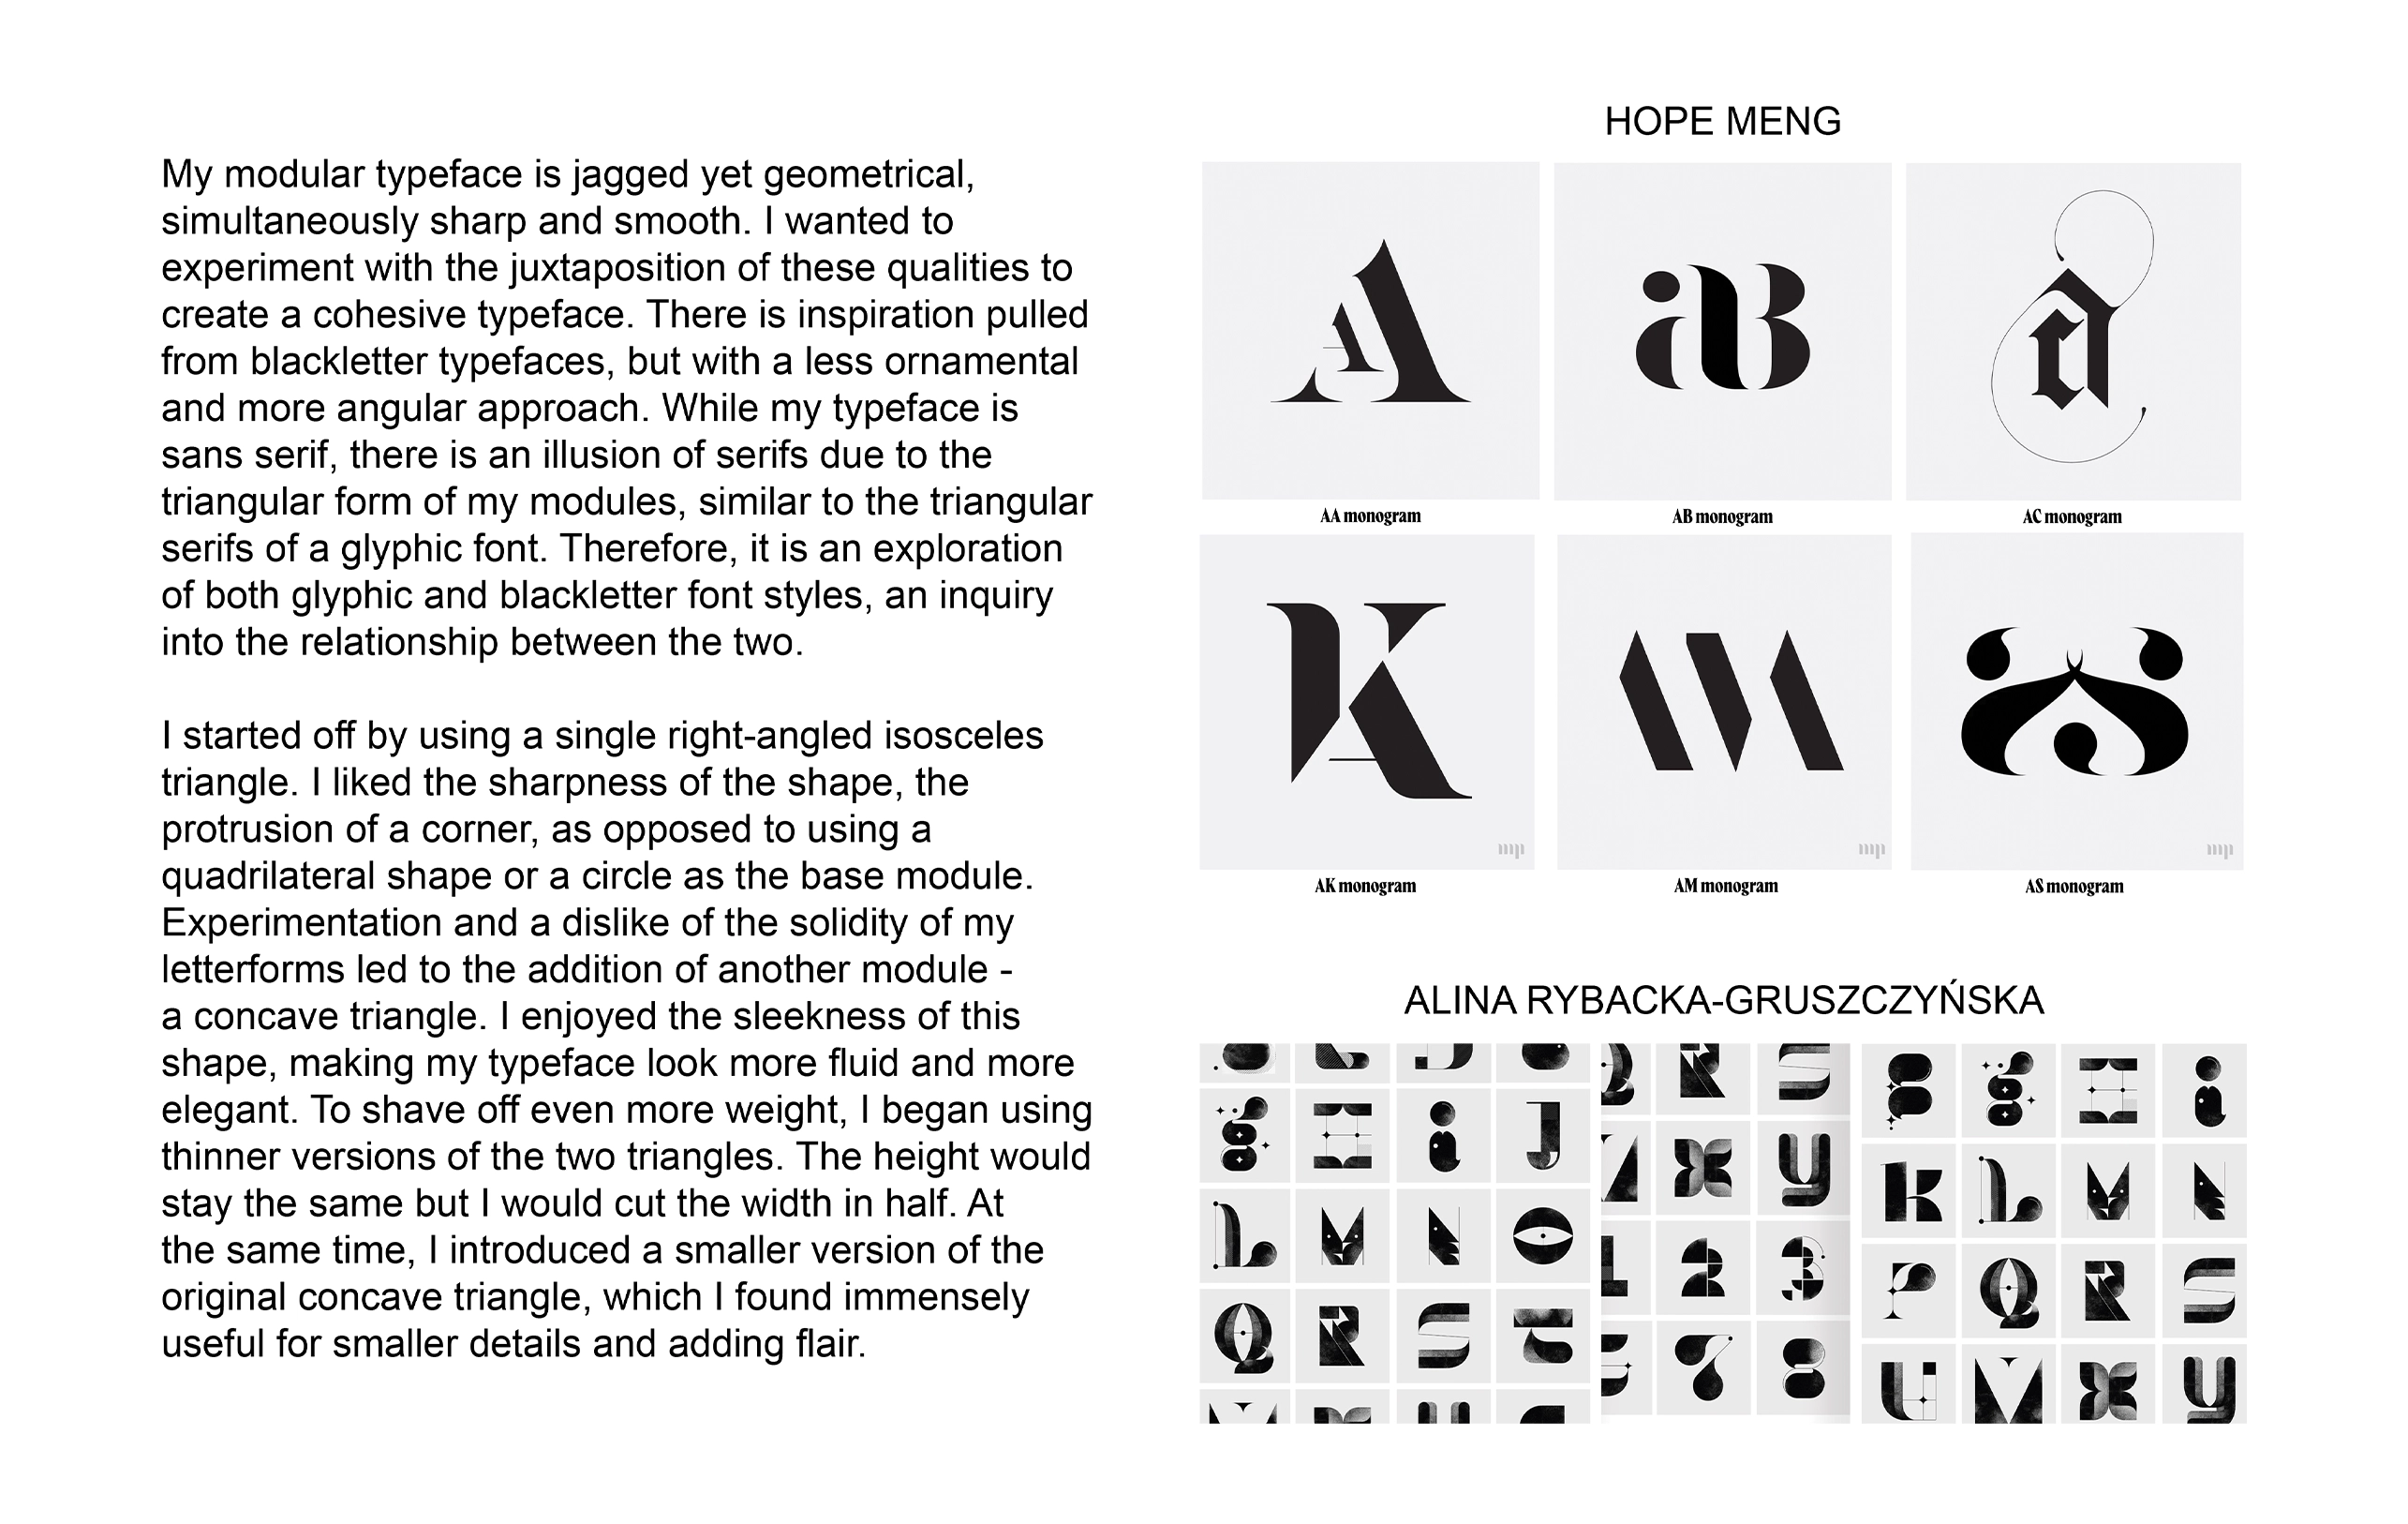 My modular typeface is jagged yet geometrical,
simultaneously sharp and smooth. I wanted to
experiment with the juxtaposition of these qualities to
create a cohesive typeface. There is inspiration pulled
from blackletter typefaces, but with a less ornamental
and more angular approach. While my typeface is
sans serif, there is an illusion of serifs due to the
triangular form of my modules, similar to the triangular
serifs of a glyphic font. Therefore, it is an exploration
of both glyphic and blackletter font styles, an inquiry
into the relationship between the two.
I started off by using a single right-angled isosceles
triangle. I liked the sharpness of the shape, the
protrusion of a corner, as opposed to using a
quadrilateral shape or a circle as the base module.
Experimentation and a dislike of the solidity of my
letterforms led to the addition of another module -
a concave triangle. I enjoyed the sleekness of this
shape, making my typeface look more fluid and more
elegant. To shave off even more weight, I began using
thinner versions of the two triangles. The height would
stay the same but I would cut the width in half. At
the same time, I introduced a smaller version of the
original concave triangle, which I found immensely
useful for smaller details and adding flair.
HOPE MENG
AA monogram
AB monogram
AC monogram
AK monogram
AM monogram
AS monogram
ALINA RYBACKA-GRUSZCZYŃSKA
g H i J
L M N O
Q R S t
R S
X y
2 3
7 8
g H i
K L M N
P Q R S
U V X y